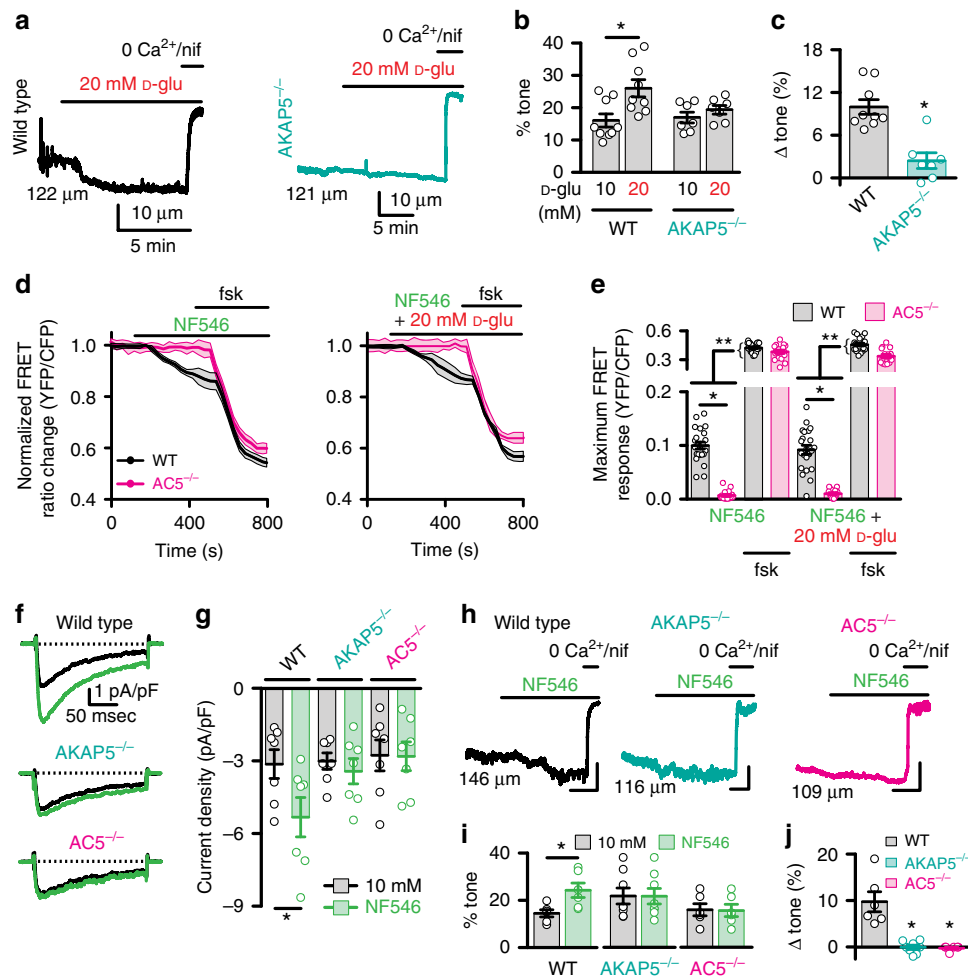 a
0 Ca²⁺/nif
20 mM D-glu
Wild type
122 μm
10 μm
5 min
0 Ca²⁺/nif
20 mM D-glu
AKAP5⁻/⁻
121 μm
10 μm
5 min
b
% tone
40
30
20
10
0
*
D-glu (mM)
10 20 10 20
WT AKAP5⁻/⁻
c
Δ tone (%)
18
12
6
0
*
WT
AKAP5⁻/⁻
d
Normalized FRET
ratio change (YFP/CFP)
fsk
NF546
1.0
0.8
0.6
0.4
WT
AC5⁻/⁻
0 400 800
Time (s)
fsk
NF546
+ 20 mM D-glu
1.0
0.8
0.6
0.4
0 400 800
Time (s)
e
WT AC5⁻/⁻
Maximum FRET
response (YFP/CFP)
0.6
0.3
0.2
0.1
0.0
** **
* *
NF546
NF546 +
20 mM D-glu
fsk fsk
f
Wild type
1 pA/pF
50 msec
AKAP5⁻/⁻
AC5⁻/⁻
g
WT
AKAP5⁻/⁻
AC5⁻/⁻
Current density (pA/pF)
0
−3
−6
−9
*
10 mM
NF546
h
Wild type
0 Ca²⁺/nif
NF546
146 μm
AKAP5⁻/⁻
0 Ca²⁺/nif
NF546
116 μm
AC5⁻/⁻
0 Ca²⁺/nif
NF546
109 μm
i
10 mM NF546
% tone
60
40
20
0
*
WT AKAP5⁻/⁻ AC5⁻/⁻
j
WT
AKAP5⁻/⁻
AC5⁻/⁻
Δ tone (%)
20
10
0
* *